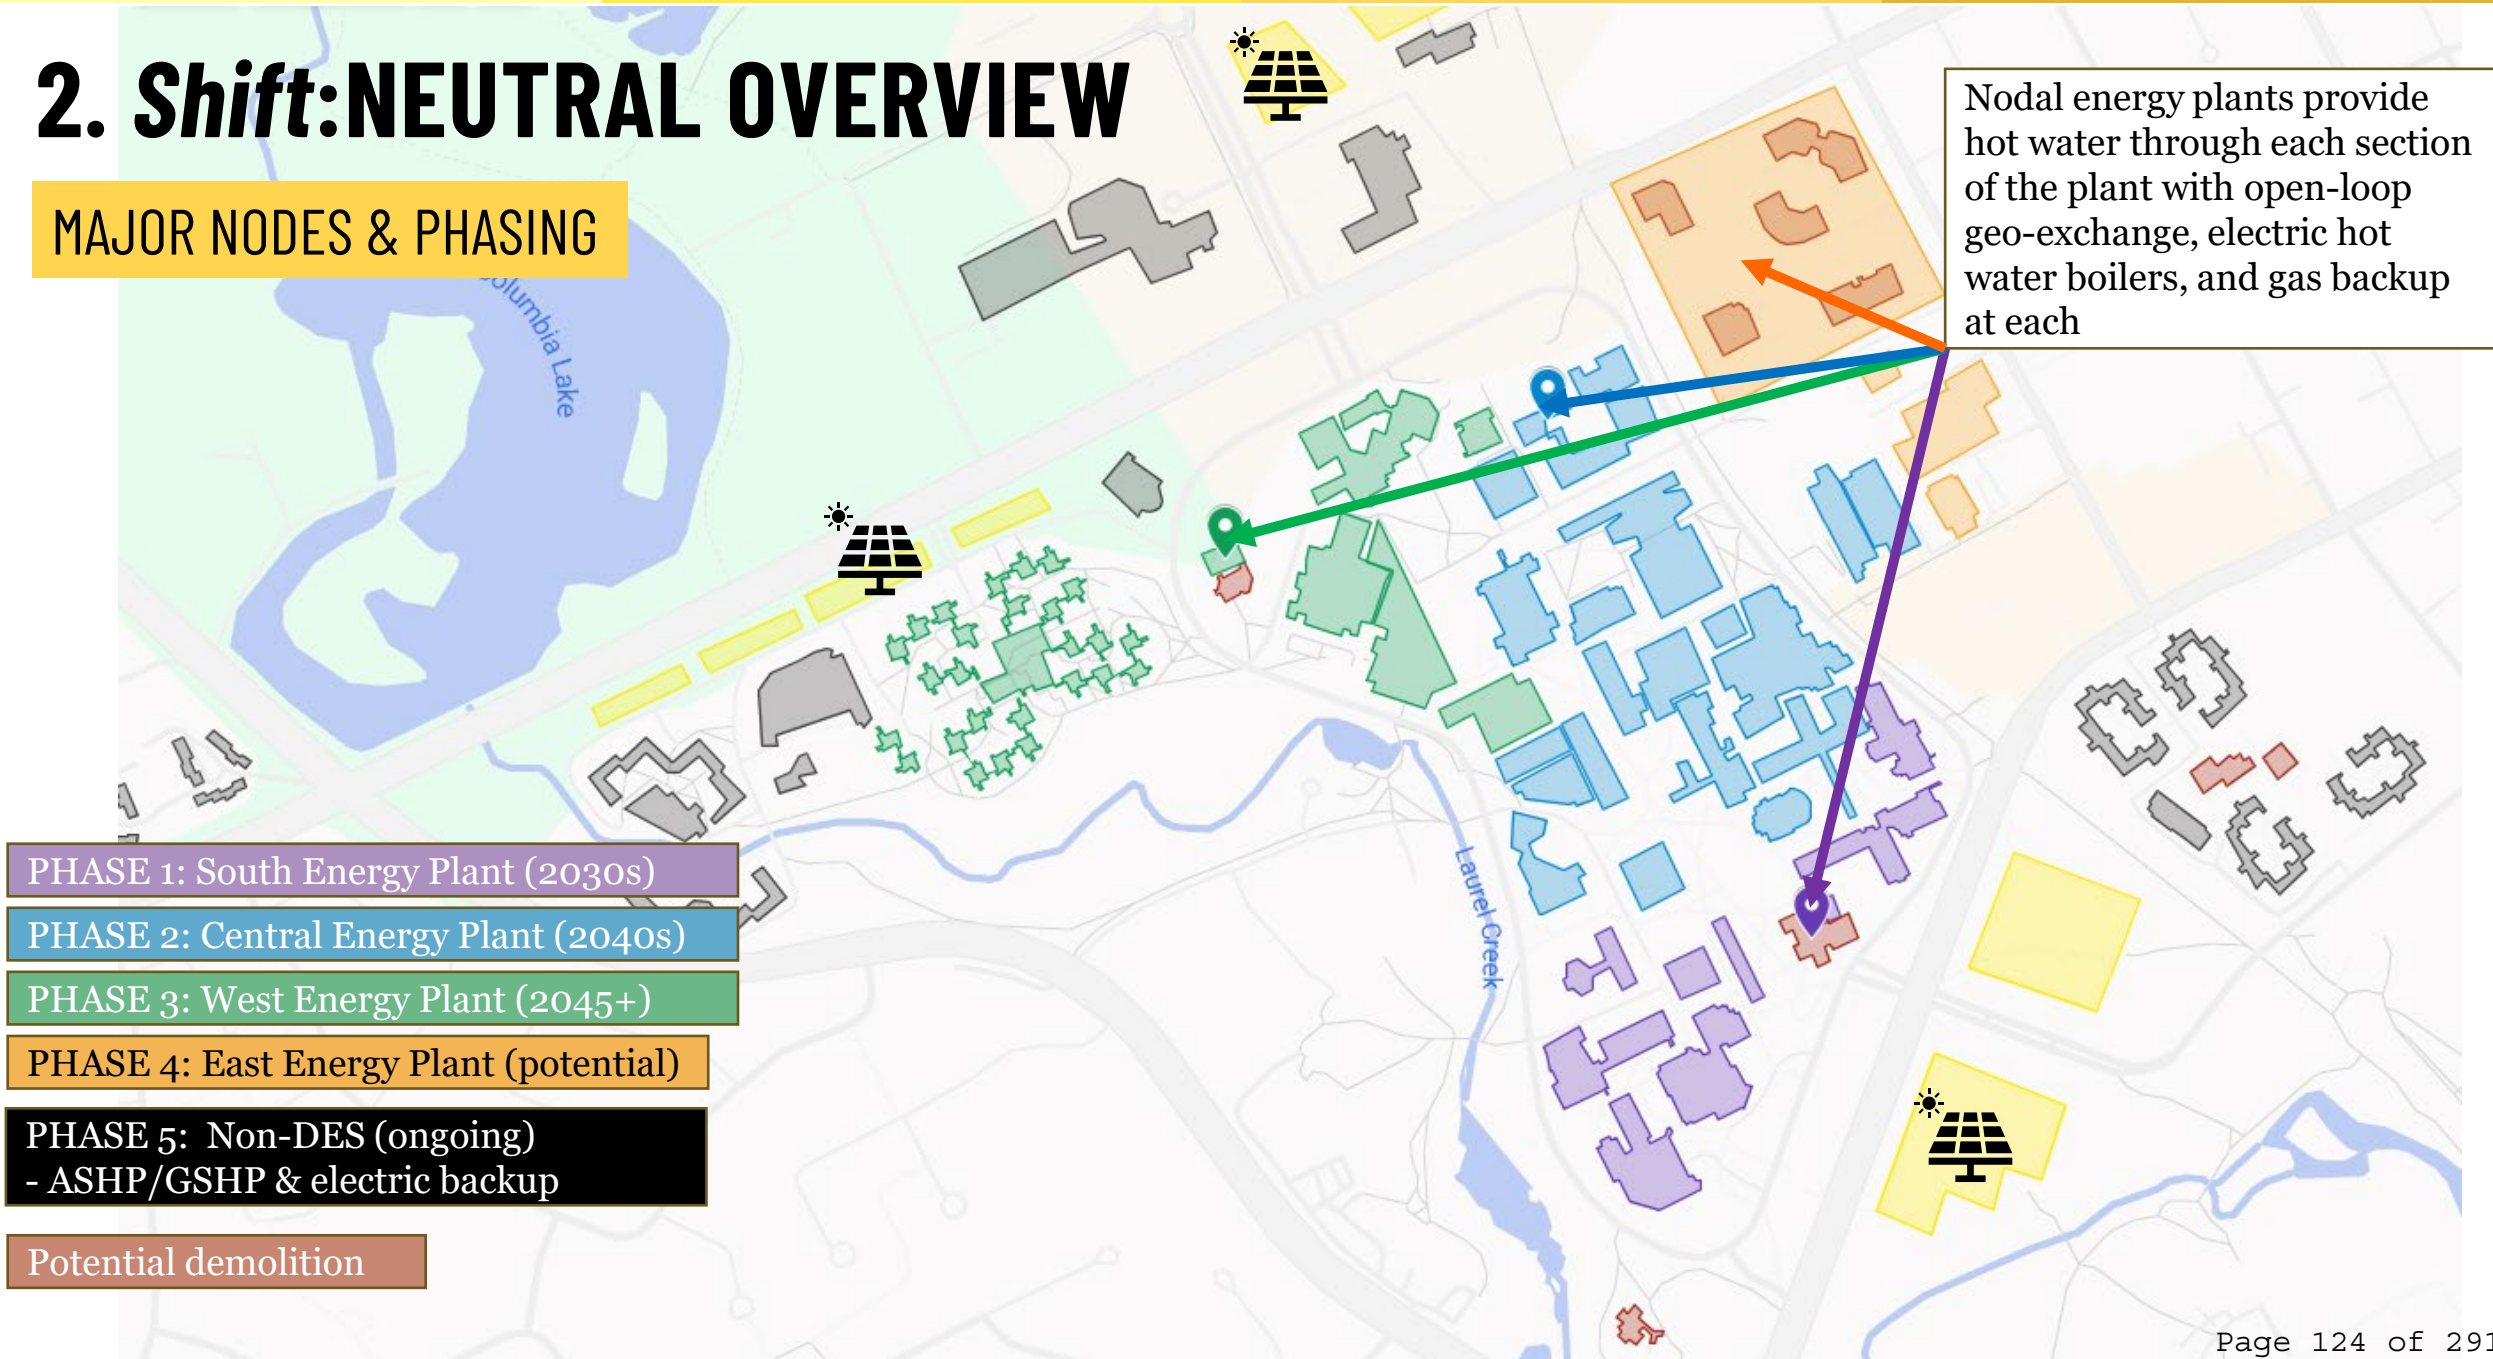 2. Shift:NEUTRAL OVERVIEW
MAJOR NODES & PHASING
Nodal energy plants provide
hot water through each section
of the plant with open-loop
geo-exchange, electric hot
water boilers, and gas backup
at each
olumbia Lake
Laurel Creek
PHASE 1: South Energy Plant (2030s)
PHASE 2: Central Energy Plant (2040s)
PHASE 3: West Energy Plant (2045+)
PHASE 4: East Energy Plant (potential)
PHASE 5:  Non-DES (ongoing)
- ASHP/GSHP & electric backup
Potential demolition
Page 124 of 291